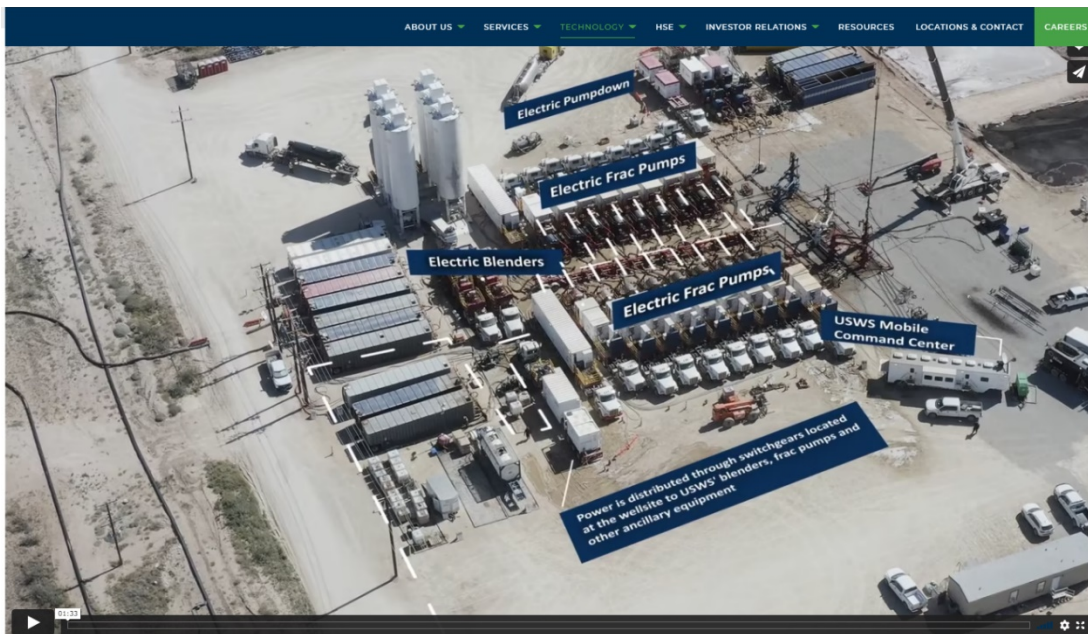 ABOUT US SERVICES TECHNOLOGY HSE INVESTOR RELATIONS RESOURCES LOCATIONS & CONTACT CAREERS
Electric Pumpdown
Electric Frac Pumps
Electric Blenders
Electric Frac Pumps
USWS Mobile
Command Center
Power is distributed through switchgears located
at the wellsite to USWS' blenders, frac pumps and
other ancillary equipment
01:33